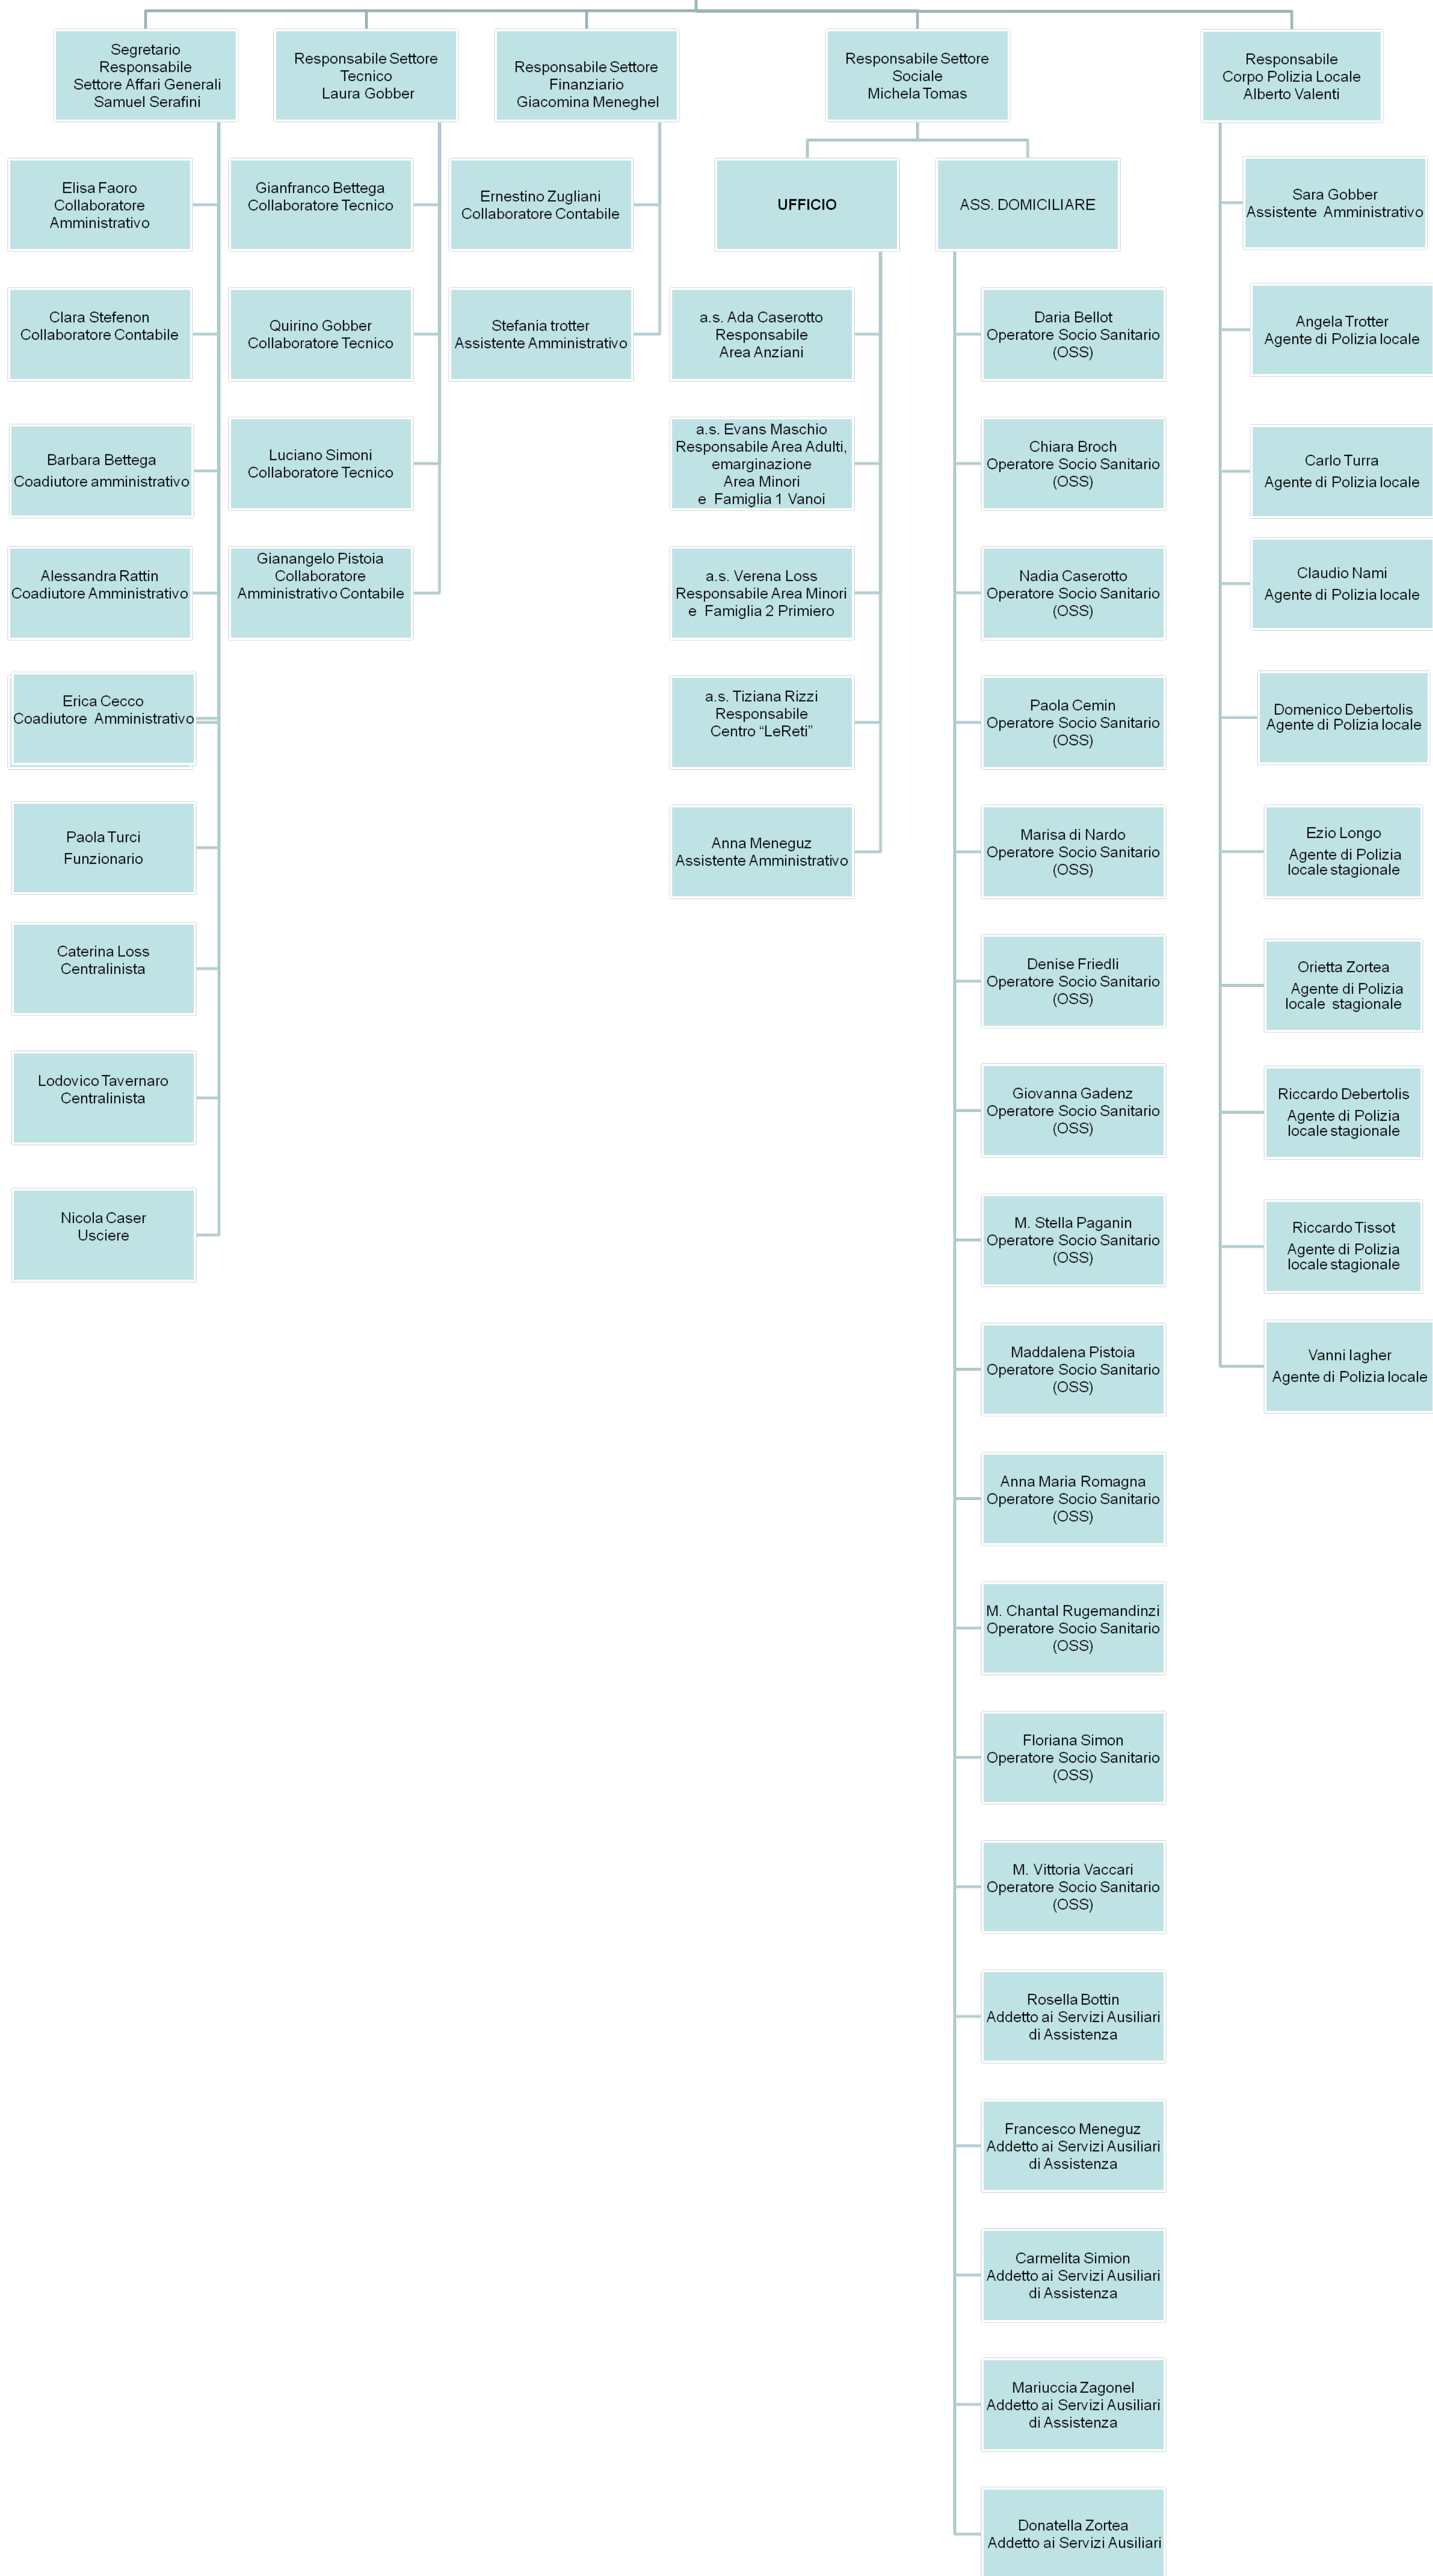 Segretario
Responsabile
Settore Affari Generali
Samuel Serafini
Elisa Faoro
Collaboratore
Amministrativo
Clara Stefenon
Collaboratore Contabile
Barbara Bettega
Coadiutore amministrativo
Alessandra Rattin
Coadiutore Amministrativo
Erica Cecco
Coadiutore Amministrativo
Paola Turci
Funzionario
Caterina Loss
Centralinista
Lodovico Tavernaro
Centralinista
Nicola Caser
Usciere
Responsabile Settore
Tecnico
Laura Gobber
Gianfranco Bettega
Collaboratore Tecnico
Quirino Gobber
Collaboratore Tecnico
Luciano Simoni
Collaboratore Tecnico
Gianangelo Pistoia
Collaboratore
Amministrativo Contabile
Responsabile Settore
Finanziario
Giacomina Meneghel
Ernestino Zugliani
Collaboratore Contabile
Stefania trotter
Assistente Amministrativo
Responsabile Settore
Sociale
Michela Tomas
UFFICIO
a.s. Ada Caserotto
Responsabile
Area Anziani
a.s. Evans Maschio
Responsabile Area Adulti,
emarginazione
Area Minori
e Famiglia 1 Vanoi
a.s. Verena Loss
Responsabile Area Minori
e Famiglia 2 Primiero
a.s. Tiziana Rizzi
Responsabile
Centro “LeReti”
Anna Meneguz
Assistente Amministrativo
ASS. DOMICILIARE
Daria Bellot
Operatore Socio Sanitario
(OSS)
Chiara Broch
Operatore Socio Sanitario
(OSS)
Nadia Caserotto
Operatore Socio Sanitario
(OSS)
Paola Cemin
Operatore Socio Sanitario
(OSS)
Marisa di Nardo
Operatore Socio Sanitario
(OSS)
Denise Friedli
Operatore Socio Sanitario
(OSS)
Giovanna Gadenz
Operatore Socio Sanitario
(OSS)
M. Stella Paganin
Operatore Socio Sanitario
(OSS)
Maddalena Pistoia
Operatore Socio Sanitario
(OSS)
Anna Maria Romagna
Operatore Socio Sanitario
(OSS)
M. Chantal Rugemandinzi
Operatore Socio Sanitario
(OSS)
Floriana Simon
Operatore Socio Sanitario
(OSS)
M. Vittoria Vaccari
Operatore Socio Sanitario
(OSS)
Rosella Bottin
Addetto ai Servizi Ausiliari
di Assistenza
Francesco Meneguz
Addetto ai Servizi Ausiliari
di Assistenza
Carmelita Simion
Addetto ai Servizi Ausiliari
di Assistenza
Mariuccia Zagonel
Addetto ai Servizi Ausiliari
di Assistenza
Donatella Zortea
Addetto ai Servizi Ausiliari
Responsabile
Corpo Polizia Locale
Alberto Valenti
Sara Gobber
Assistente Amministrativo
Angela Trotter
Agente di Polizia locale
Carlo Turra
Agente di Polizia locale
Claudio Nami
Agente di Polizia locale
Domenico Debertolis
Agente di Polizia locale
Ezio Longo
Agente di Polizia
locale stagionale
Orietta Zortea
Agente di Polizia
locale stagionale
Riccardo Debertolis
Agente di Polizia
locale stagionale
Riccardo Tissot
Agente di Polizia
locale stagionale
Vanni Iagher
Agente di Polizia locale